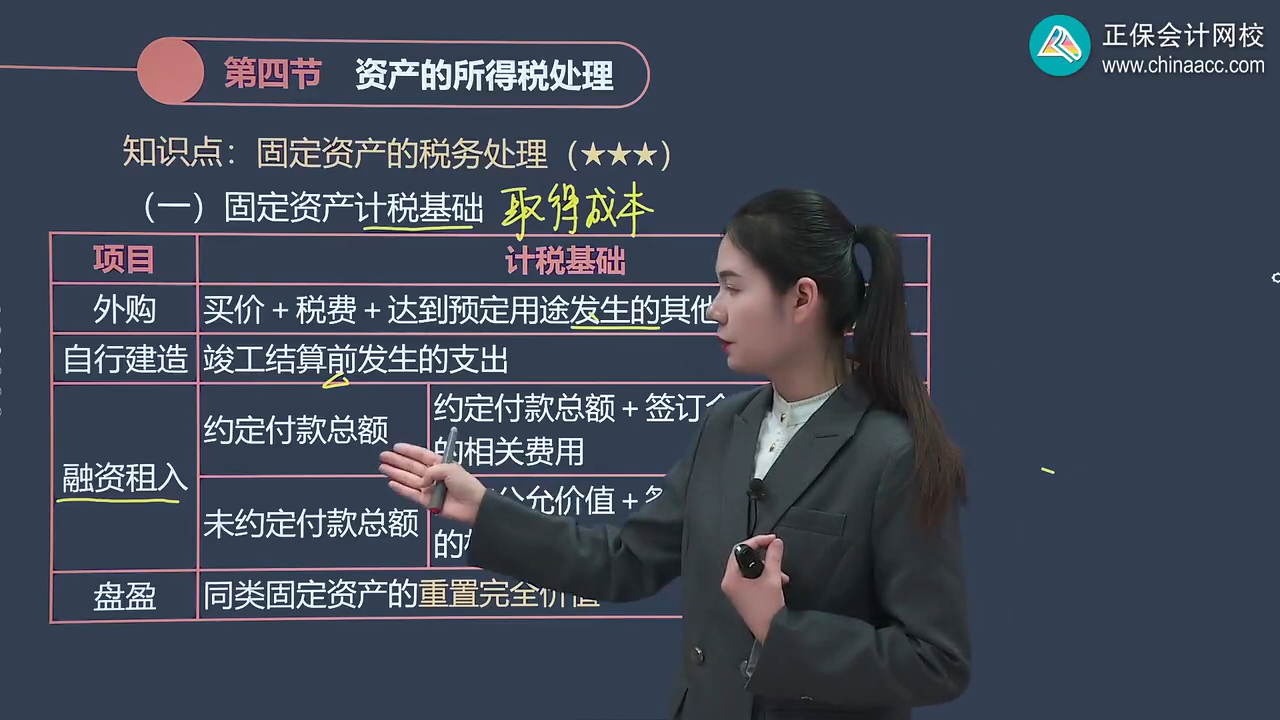 正保会计网校
www.chinaacc.com
第四节 资产的所得税处理
知识点：固定资产的税务处理（★★★）
（一）固定资产计税基础 取得成本
项目 计税基础
外购 买价＋税费＋达到预定用途发生的其他
自行建造 竣工结算前发生的支出
融资租入
约定付款总额 约定付款总额＋签订
的相关费用
未约定付款总额 公允价值＋
的
盘盈 同类固定资产的重置完全价值